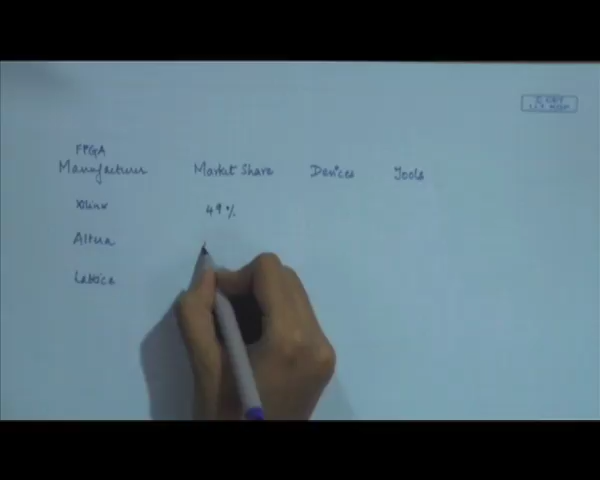 FPGA
Manufacturer Market Share Devices Tools
Xilinx 49%
Altera
Lattice